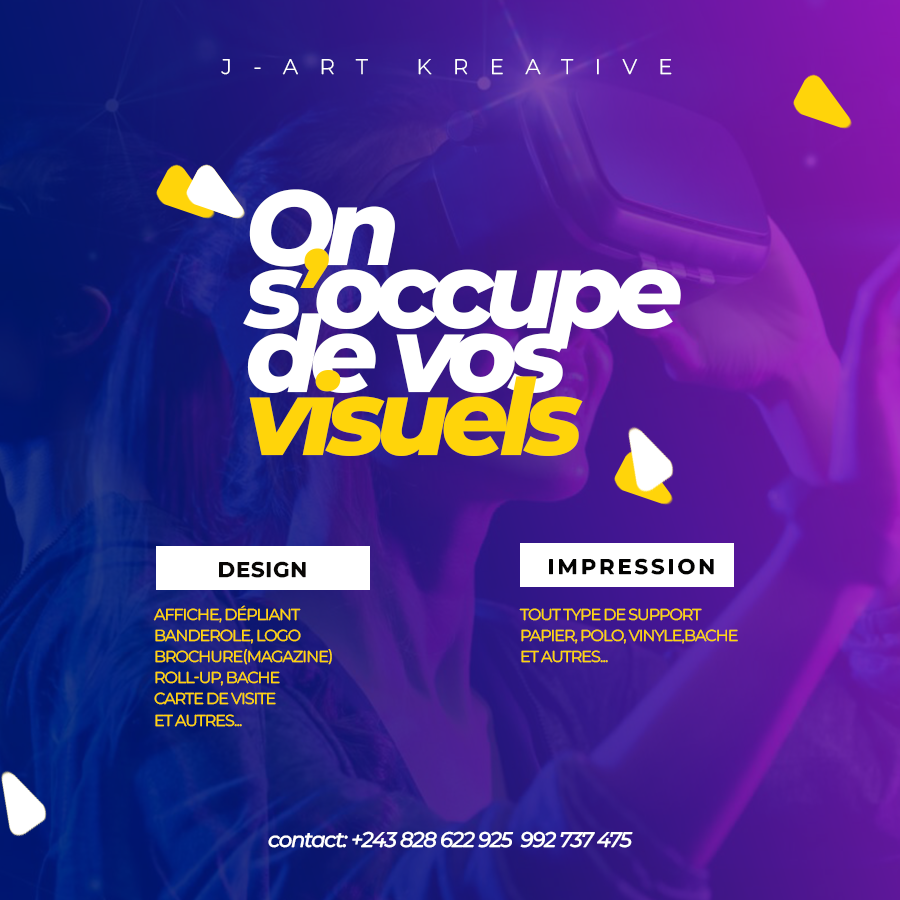 J-ART KREATIVE
On
s'occupe
de vos
visuels
DESIGN
AFFICHE, DÉPLIANT
BANDEROLE, LOGO
BROCHURE(MAGAZINE)
ROLL-UP, BACHE
CARTE DE VISITE
ET AUTRES...
IMPRESSION
TOUT TYPE DE SUPPORT
PAPIER, POLO, VINYLE,BACHE
ET AUTRES...
contact: +243 828 622 925 992 737 475